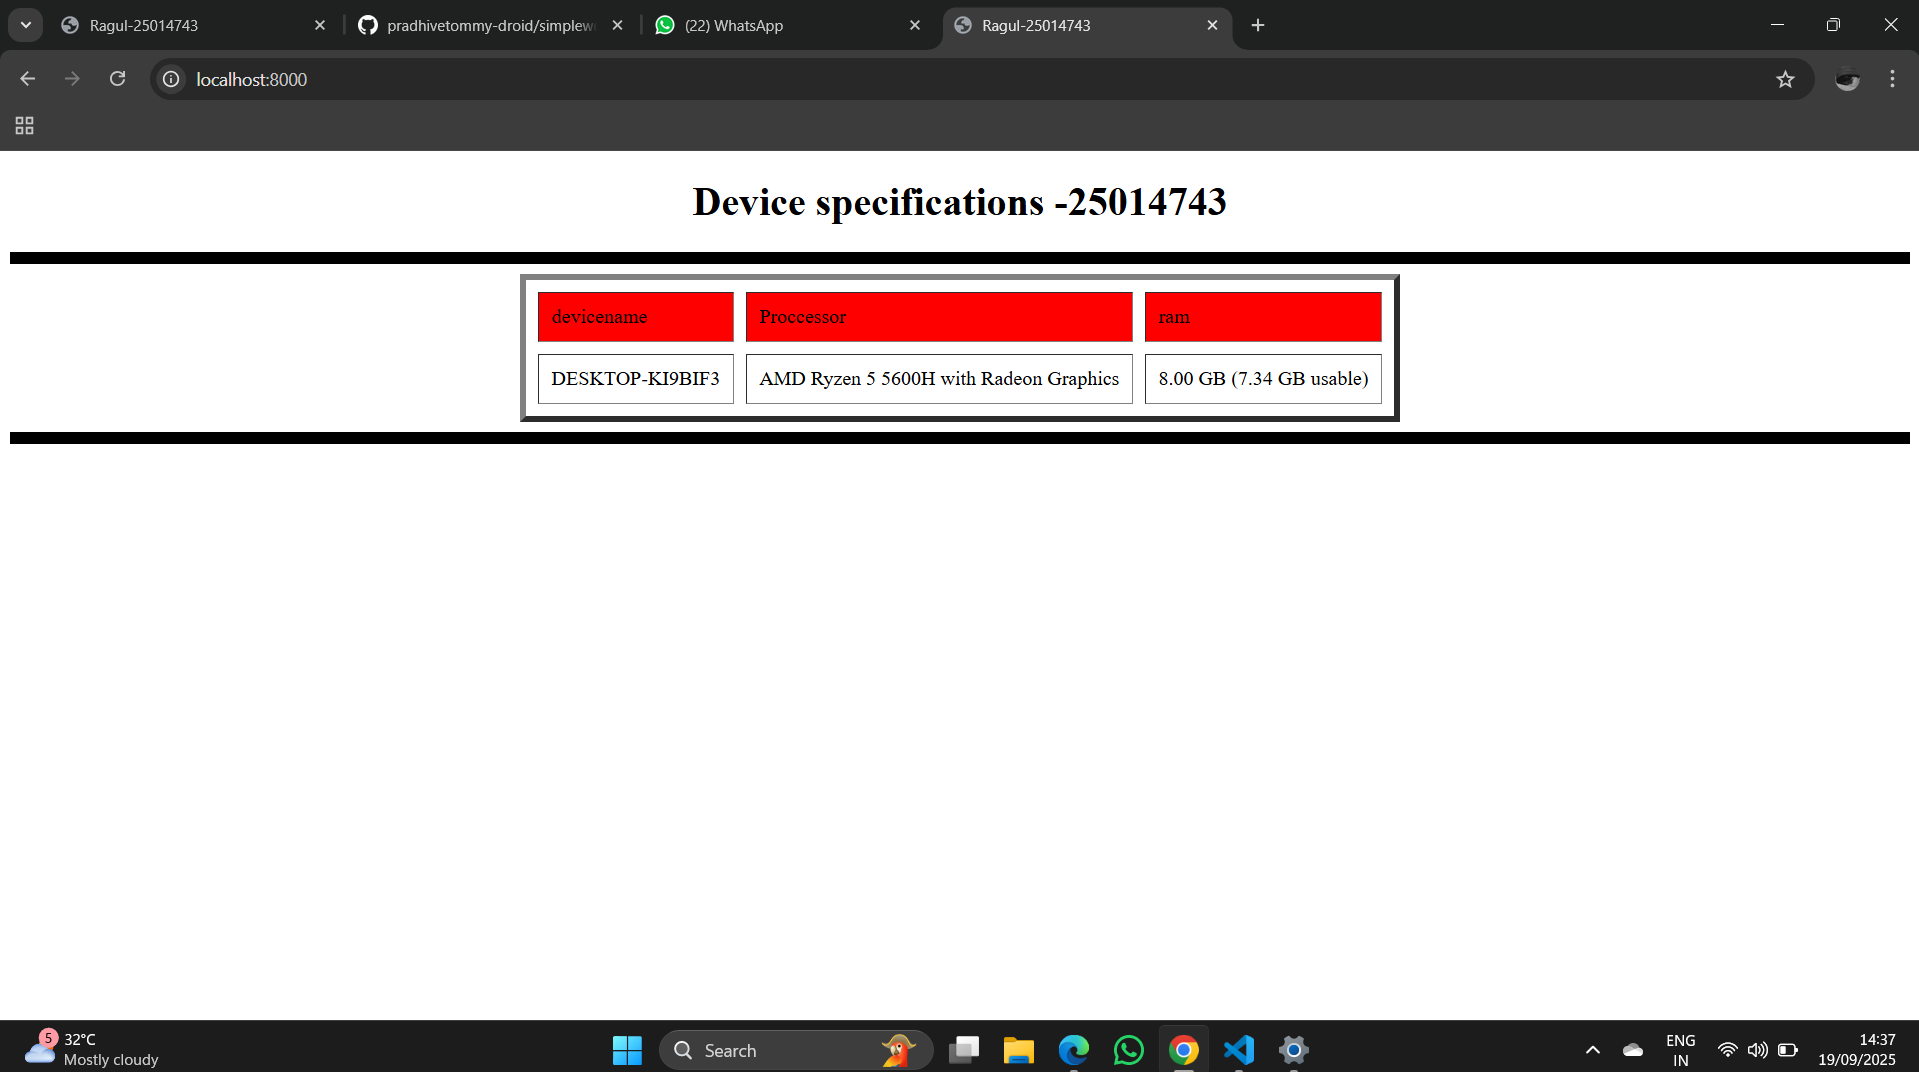 Ragul-25014743
pradhivetommy-droid/simplew
(22) WhatsApp
Ragul-25014743
localhost:8000
Device specifications -25014743
devicename Proccessor ram
DESKTOP-KI9BIF3 AMD Ryzen 5 5600H with Radeon Graphics 8.00 GB (7.34 GB usable)
5
32°C
Mostly cloudy
Search
ENG
IN
14:37
19/09/2025